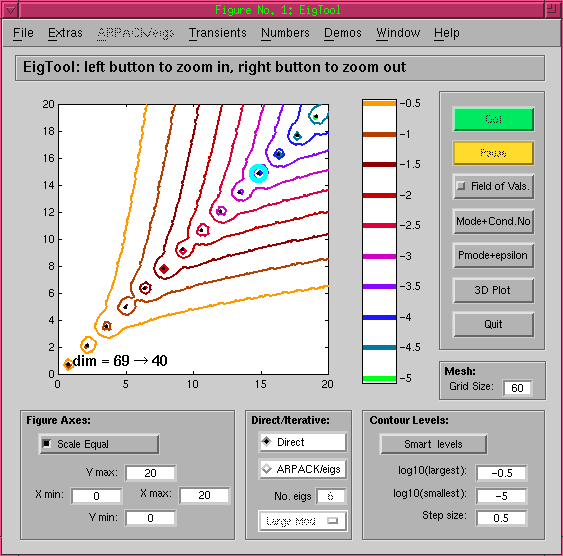 Figure No. 1: EigTool
File Extras ARPACK/eigs Transients Numbers Demos Window Help
EigTool: left button to zoom in, right button to zoom out
20
18
16
14
12
10
8
6
4
2
0
0 5 10 15 20
dim = 69 → 40
−0.5
−1
−1.5
−2
−2.5
−3
−3.5
−4
−4.5
−5
Go!
Pause
Field of Vals.
Mode+Cond.No
Pmode+epsilon
3D Plot
Quit
Mesh:
Grid Size: 60
Figure Axes:
Scale Equal
Y max: 20
X min: 0 X max: 20
Y min: 0
Direct/Iterative:
Direct
ARPACK/eigs
No. eigs 6
Large Mod
Contour Levels:
Smart levels
log10(largest): -0.5
log10(smallest): -5
Step size: 0.5